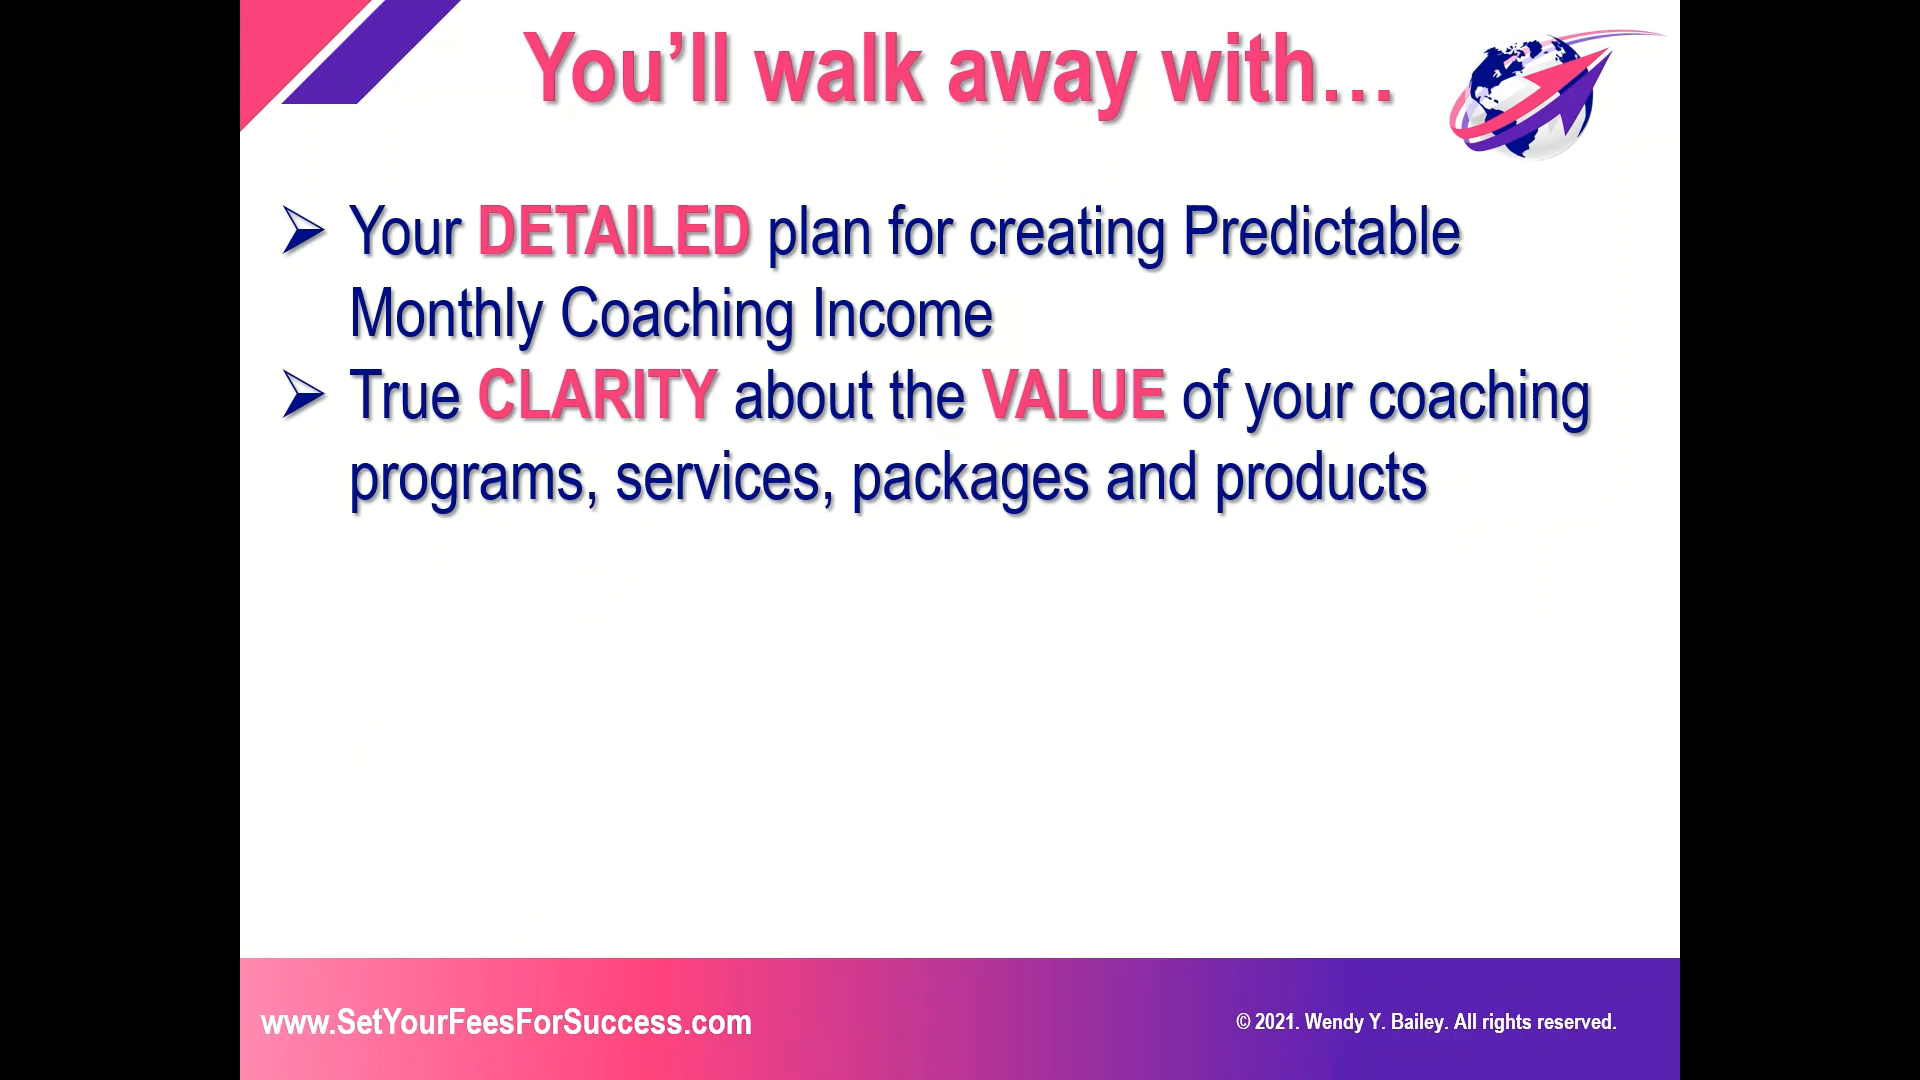 You’ll walk away with…
➢ Your DETAILED plan for creating Predictable
Monthly Coaching Income
➢ True CLARITY about the VALUE of your coaching
programs, services, packages and products
www.SetYourFeesForSuccess.com
© 2021. Wendy Y. Bailey. All rights reserved.